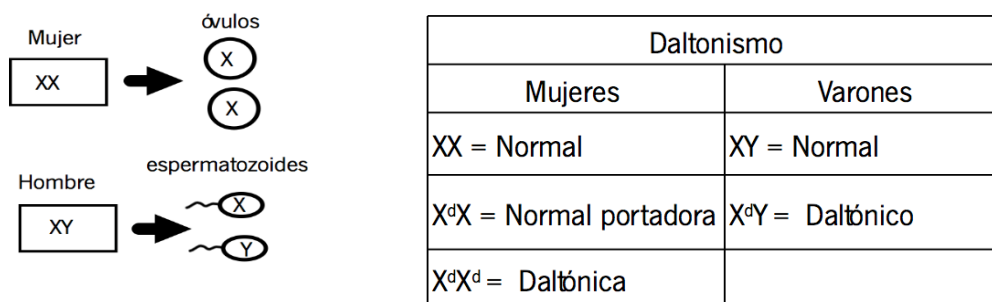 Mujer
XX
óvulos
X
X
Hombre
XY
espermatozoides
X
Y
Daltonismo
Mujeres Varones
XX = Normal XY = Normal
XᵈX = Normal portadora XᵈY = Daltónico
XᵈXᵈ = Daltónica